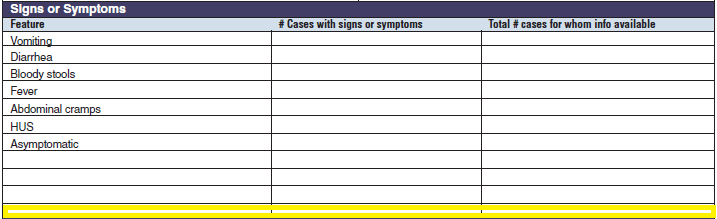 Signs or Symptoms
Feature # Cases with signs or symptoms Total # cases for whom info available
Vomiting
Diarrhea
Bloody stools
Fever
Abdominal cramps
HUS
Asymptomatic